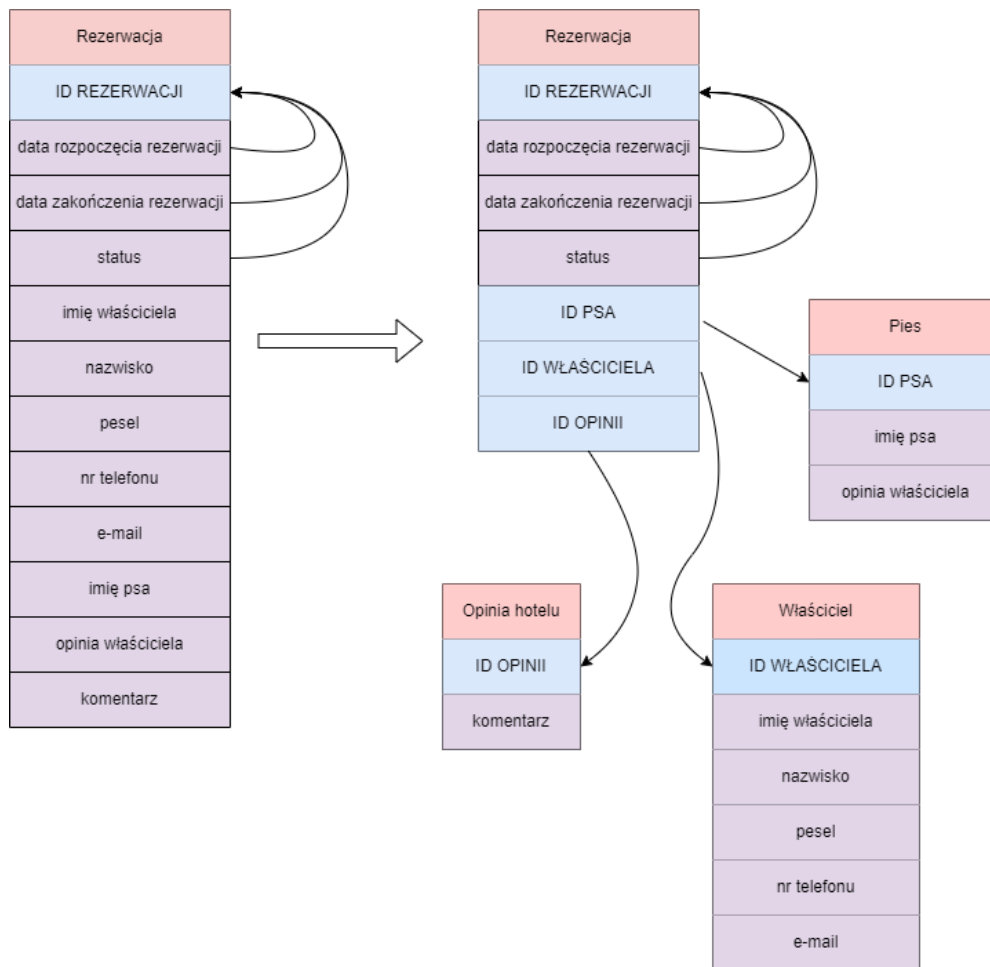 Rezerwacja
ID REZERWACJI
data rozpoczęcia rezerwacji
data zakończenia rezerwacji
status
imię właściciela
nazwisko
pesel
nr telefonu
e-mail
imię psa
opinia właściciela
komentarz
Rezerwacja
ID REZERWACJI
data rozpoczęcia rezerwacji
data zakończenia rezerwacji
status
ID PSA
ID WŁAŚCICIELA
ID OPINII
Pies
ID PSA
imię psa
opinia właściciela
Opinia hotelu
ID OPINII
komentarz
Właściciel
ID WŁAŚCICIELA
imię właściciela
nazwisko
pesel
nr telefonu
e-mail